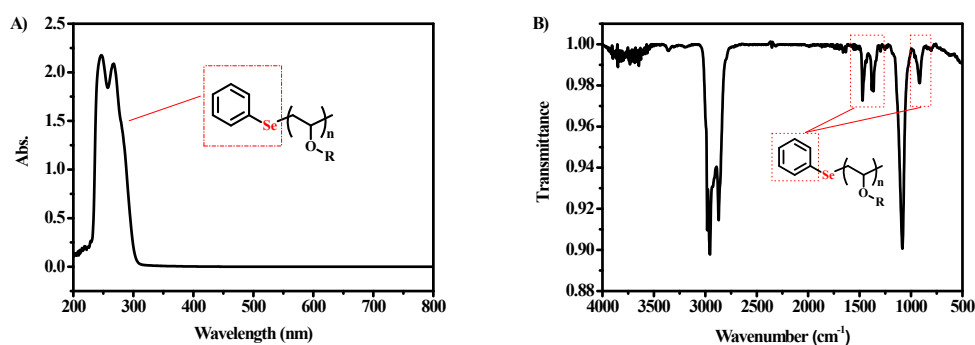 A)
Abs.
2.5
2.0
1.5
1.0
0.5
0.0
Se
n
O
R
200 300 400 500 600 700 800
Wavelength (nm)
B)
Transmittance
1.00
0.98
0.96
0.94
0.92
0.90
0.88
Se
n
O
R
4000 3500 3000 2500 2000 1500 1000 500
Wavenumber (cm⁻¹)